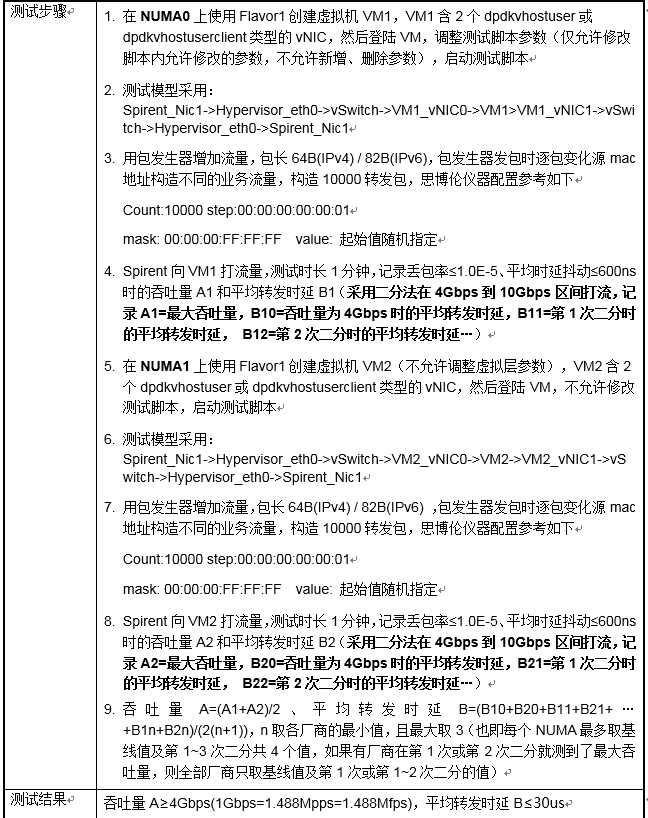 测试步骤
1. 在 NUMA0 上使用 Flavor1 创建虚拟机 VM1，VM1 含 2 个 dpdkvhostuser 或
dpdkvhostuserclient 类型的 vNIC，然后登陆 VM，调整测试脚本参数（仅允许修改
脚本内允许修改的参数，不允许新增、删除参数），启动测试脚本
2. 测试模型采用：
Spirent_Nic1->Hypervisor_eth0->vSwitch->VM1_vNIC0->VM1>VM1_vNIC1->vSwi
tch->Hypervisor_eth0->Spirent_Nic1
3. 用包发生器增加流量，包长 64B(IPv4) / 82B(IPv6)，包发生器发包时逐包变化源 mac
地址构造不同的业务流量，构造 10000 转发包，思博伦仪器配置参考如下
Count:10000 step:00:00:00:00:00:01
mask: 00:00:00:FF:FF:FF value: 起始值随机指定
4. Spirent 向 VM1 打流量，测试时长 1 分钟，记录丢包率≤1.0E-5、平均时延抖动≤600ns
时的吞吐量 A1 和平均转发时延 B1（采用二分法在 4Gbps 到 10Gbps 区间打流，记
录 A1=最大吞吐量，B10=吞吐量为 4Gbps 时的平均转发时延，B11=第 1 次二分时
的平均转发时延， B12=第 2 次二分时的平均转发时延…）
5. 在 NUMA1 上使用 Flavor1 创建虚拟机 VM2（不允许调整虚拟层参数），VM2 含 2
个 dpdkvhostuser 或 dpdkvhostuserclient 类型的 vNIC，然后登陆 VM，不允许修改
测试脚本，启动测试脚本
6. 测试模型采用：
Spirent_Nic1->Hypervisor_eth0->vSwitch->VM2_vNIC0->VM2->VM2_vNIC1->vS
witch->Hypervisor_eth0->Spirent_Nic1
7. 用包发生器增加流量，包长 64B(IPv4) / 82B(IPv6) ，包发生器发包时逐包变化源 mac
地址构造不同的业务流量，构造 10000 转发包，思博伦仪器配置参考如下
Count:10000 step:00:00:00:00:00:01
mask: 00:00:00:FF:FF:FF value: 起始值随机指定
8. Spirent 向 VM2 打流量，测试时长 1 分钟，记录丢包率≤1.0E-5、平均时延抖动≤600ns
时的吞吐量 A2 和平均转发时延 B2（采用二分法在 4Gbps 到 10Gbps 区间打流，记
录 A2=最大吞吐量，B20=吞吐量为 4Gbps 时的平均转发时延，B21=第 1 次二分时
的平均转发时延， B22=第 2 次二分时的平均转发时延…）
9. 吞吐量 A=(A1+A2)/2 、平均转发时延 B=(B10+B20+B11+B21+ …
+B1n+B2n)/(2(n+1))，n 取各厂商的最小值，且最大取 3（也即每个 NUMA 最多取基
线值及第 1~3 次二分共 4 个值，如果有厂商在第 1 次或第 2 次二分就测到了最大吞
吐量，则全部厂商只取基线值及第 1 次或第 1~2 次二分的值）
测试结果
吞吐量 A≥4Gbps(1Gbps=1.488Mpps=1.488Mfps)，平均转发时延 B≤30us